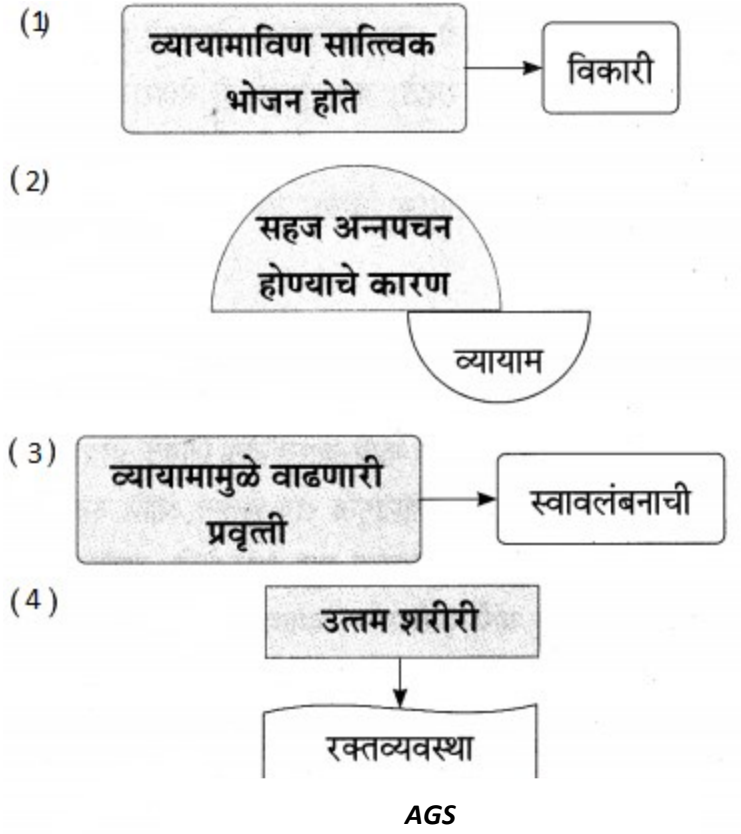 (1)
व्यायामाविण सात्त्विक
भोजन होते
विकारी
(2)
सहज अन्नपचन
होण्याचे कारण
व्यायाम
(3)
व्यायामामुळे वाढणारी
प्रवृत्ती
स्वावलंबनाची
(4)
उत्तम शरीरी
रक्तव्यवस्था
AGS